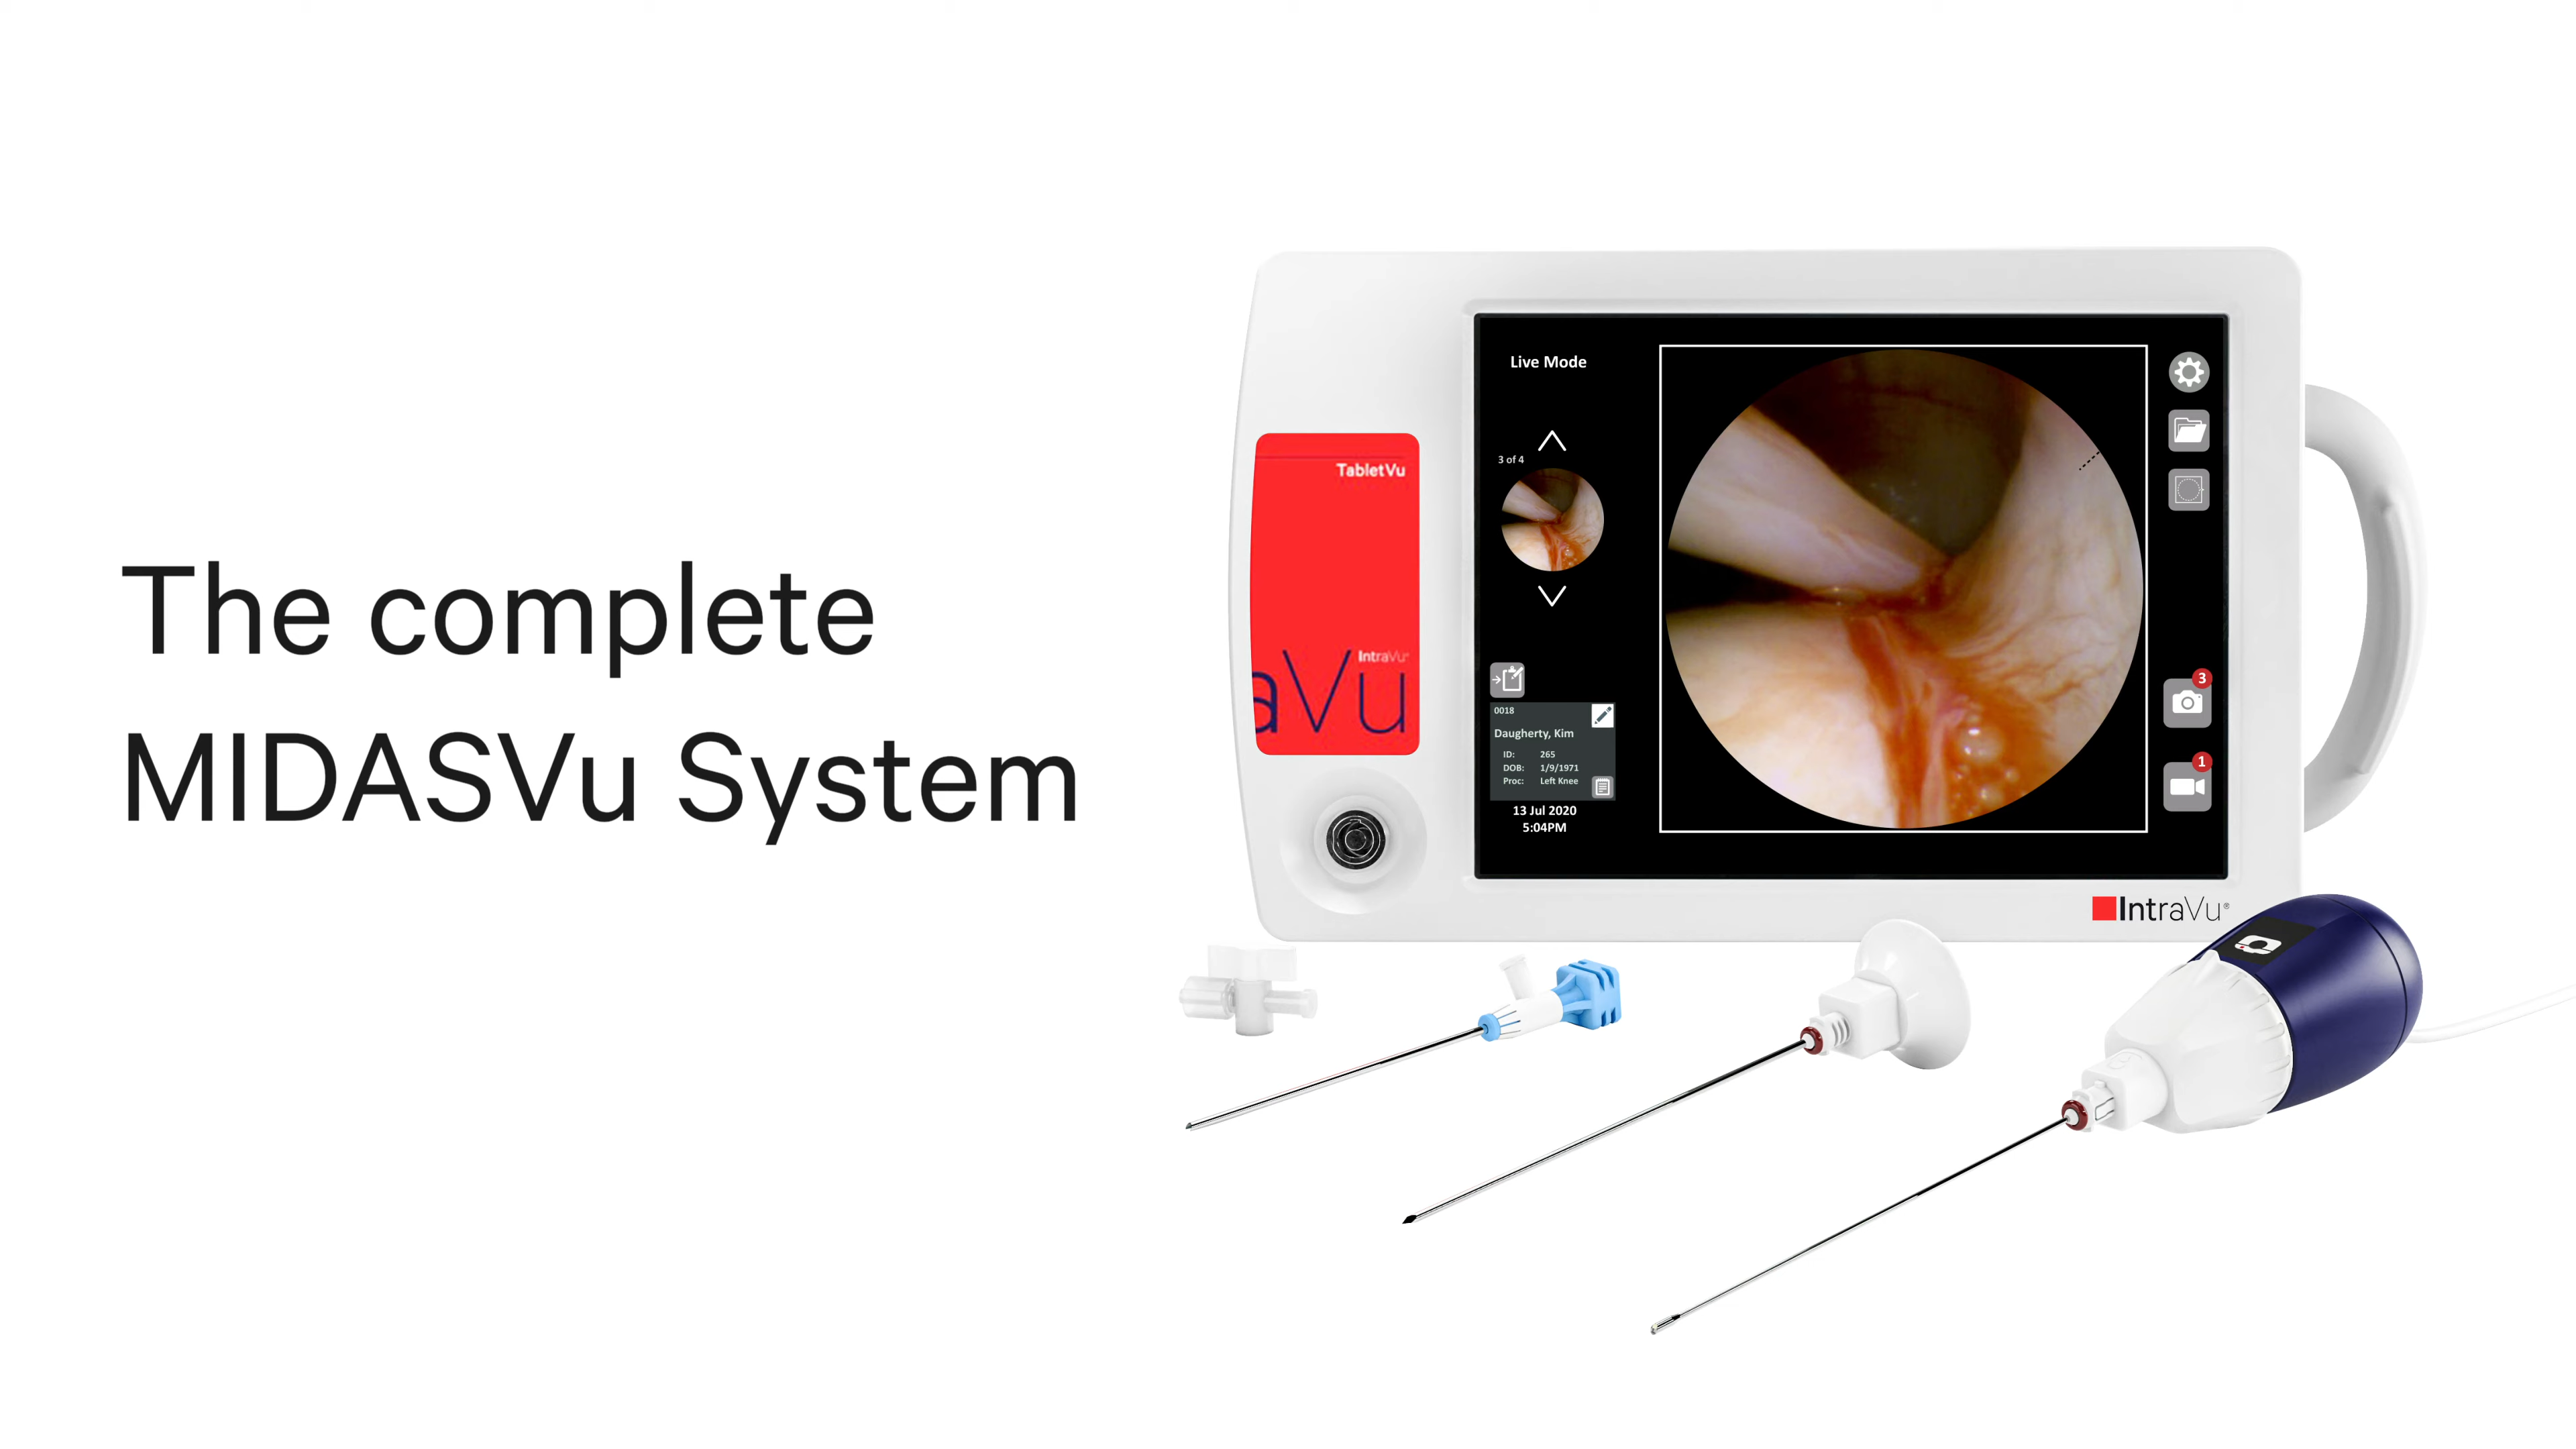 The complete
MIDASVu System
TabletVu
IntraVu®
aVu
Live Mode
3 of 4
0018
Daugherty, Kim
ID: 265
DOB: 1/9/1971
Proc: Left Knee
13 Jul 2020
5:04PM
3
1
IntraVu®